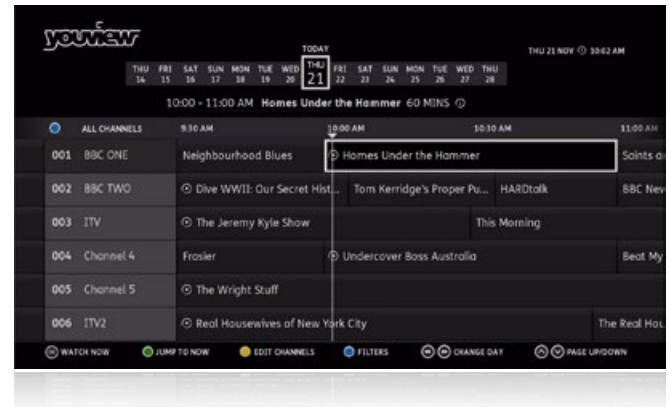 youview
TODAY
THU 21 NOV 10:02 AM
THU FRI SAT SUN MON TUE WED THU FRI SAT SUN MON TUE WED THU
14 15 16 17 18 19 20 21 22 23 24 25 26 27 28
10:00 - 11:00 AM Homes Under the Hammer 60 MINS
ALL CHANNELS 9:30 AM 10:00 AM 10:30 AM 11:00 AM
001 BBC ONE Neighbourhood Blues Homes Under the Hammer Saints a
002 BBC TWO Dive WWII: Our Secret Hist... Tom Kerridge's Proper Pu... HARDtalk BBC New
003 ITV The Jeremy Kyle Show This Morning
004 Channel 4 Frasier Undercover Boss Australia Beat My
005 Channel 5 The Wright Stuff
006 ITV2 Real Housewives of New York City The Real Hou
OK WATCH NOW JUMP TO NOW EDIT CHANNELS FILTERS CHANGE DAY PAGE UP/DOWN